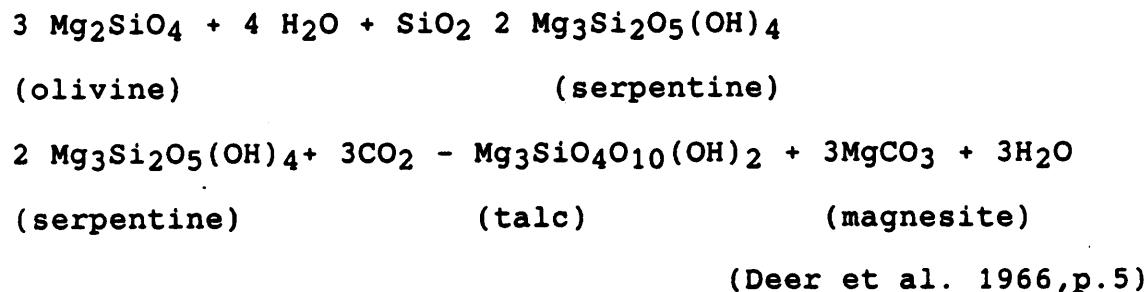 3 Mg2SiO4 + 4 H2O + SiO2 2 Mg3Si2O5(OH)4
(olivine) (serpentine)
2 Mg3Si2O5(OH)4+ 3CO2 - Mg3SiO4O10(OH)2 + 3MgCO3 + 3H2O
(serpentine) (talc) (magnesite)
(Deer et al. 1966,p.5)